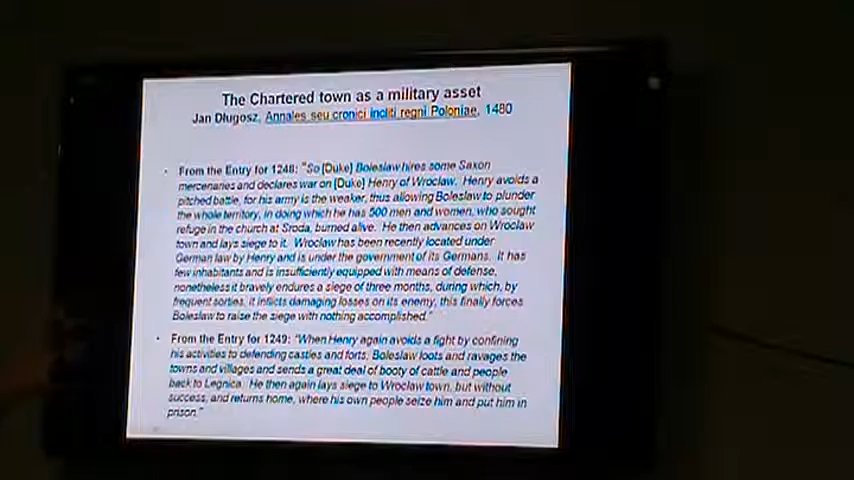 The Chartered town as a military asset
Jan Długosz, Annales seu cronici incliti regni Poloniae, 1480
· From the Entry for 1248: "So [Duke] Boleslaw hires some Saxon
mercenaries and declares war on [Duke] Henry of Wroclaw. Henry avoids a
pitched battle, for his army is the weaker, thus allowing Boleslaw to plunder
the whole territory, in doing which he has 500 men and women, who sought
refuge in the church at Sroda, burned alive. He then advances on Wroclaw
town and lays siege to it. Wroclaw has been recently located under
German law by Henry and is under the government of its Germans. It has
few inhabitants and is insufficiently equipped with means of defense,
nonetheless it bravely endures a siege of three months, during which, by
frequent sorties, it inflicts damaging losses on its enemy, this finally forces
Boleslaw to raise the siege with nothing accomplished."
· From the Entry for 1249: "When Henry again avoids a fight by confining
his activities to defending castles and forts, Boleslaw loots and ravages the
towns and villages and sends a great deal of booty of cattle and people
back to Legnica. He then again lays siege to Wroclaw town, but without
success, and returns home, where his own people seize him and put him in
prison."